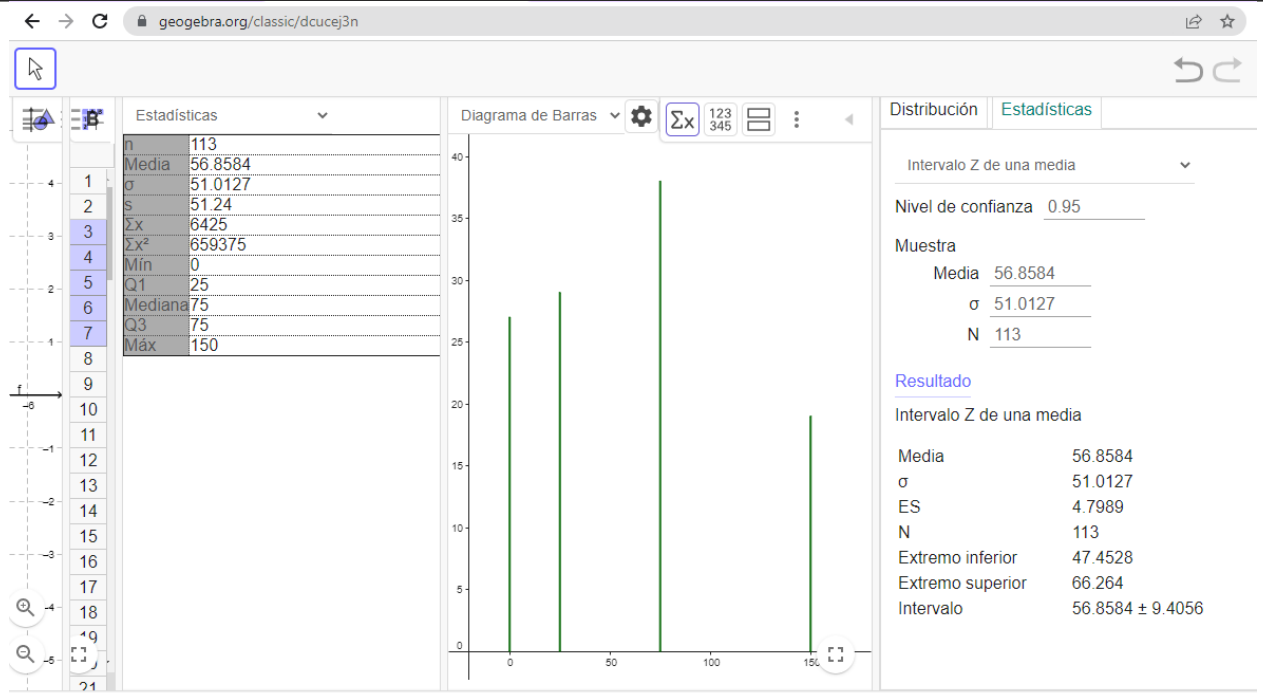 geogebra.org/classic/dcucej3n
Estadísticas
n 113
Media 56.8584
σ 51.0127
s 51.24
Σx 6425
Σx² 659375
Mín 0
Q1 25
Mediana 75
Q3 75
Máx 150
4
3
2
1
f
-6
-1
-2
-3
-4
-5
B
1
2
3
4
5
6
7
8
9
10
11
12
13
14
15
16
17
18
19
21
Diagrama de Barras
Σx
123
345
40
35
30
25
20
15
10
5
0
0 50 100 150
Distribución Estadísticas
Intervalo Z de una media
Nivel de confianza 0.95
Muestra
Media 56.8584
σ 51.0127
N 113
Resultado
Intervalo Z de una media
Media 56.8584
σ 51.0127
ES 4.7989
N 113
Extremo inferior 47.4528
Extremo superior 66.264
Intervalo 56.8584 ± 9.4056